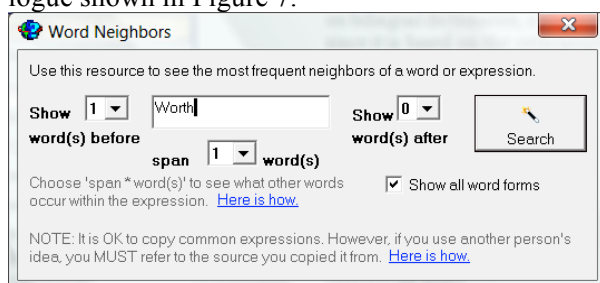 logue shown in Figure 7.
Word Neighbors
Use this resource to see the most frequent neighbors of a word or expression.
Show 1 Worth Show 0 Search
word(s) before word(s) after
span 1 word(s)
Choose 'span * word(s)' to see what other words
occur within the expression. Here is how.
Show all word forms
NOTE: It is OK to copy common expressions. However, if you use another person's
idea, you MUST refer to the source you copied it from. Here is how.